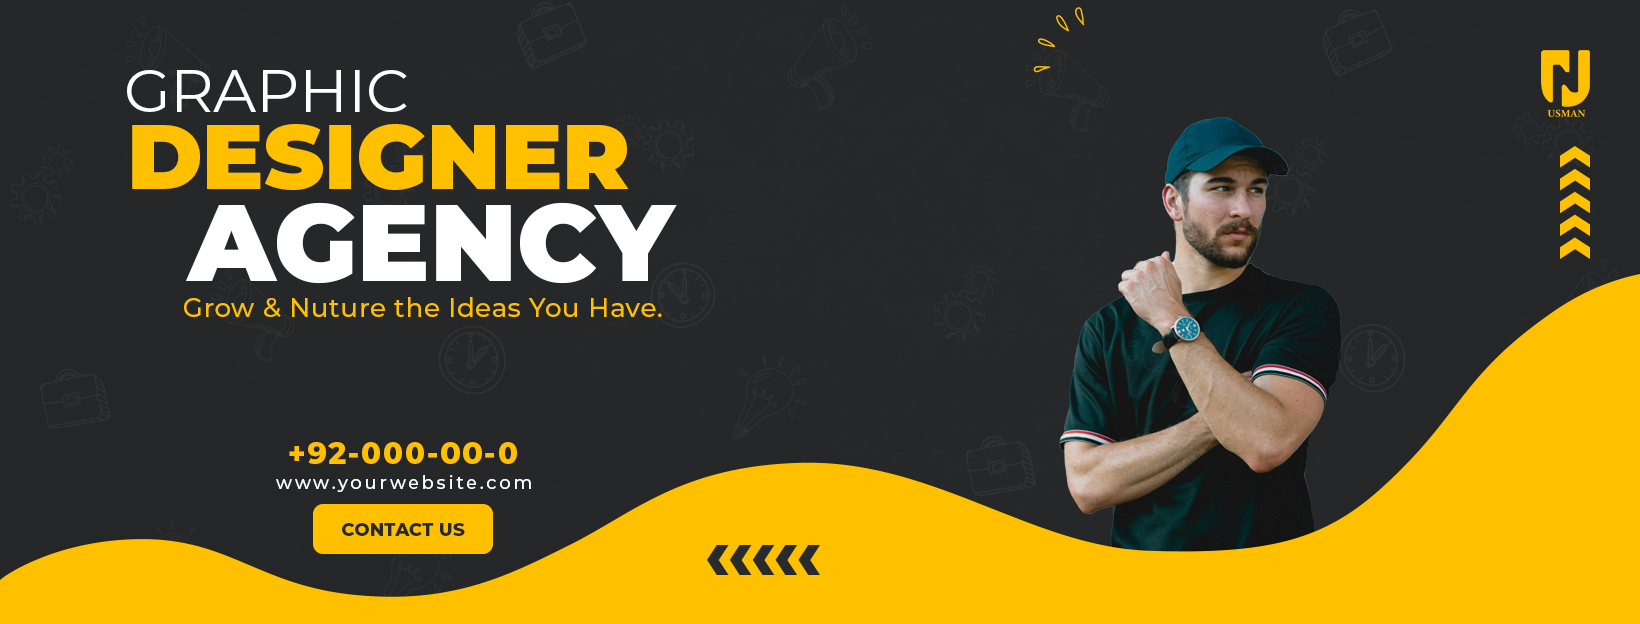 GRAPHIC
DESIGNER
AGENCY
Grow & Nuture the Ideas You Have.
+92-000-00-0
www.yourwebsite.com
CONTACT US
USMAN